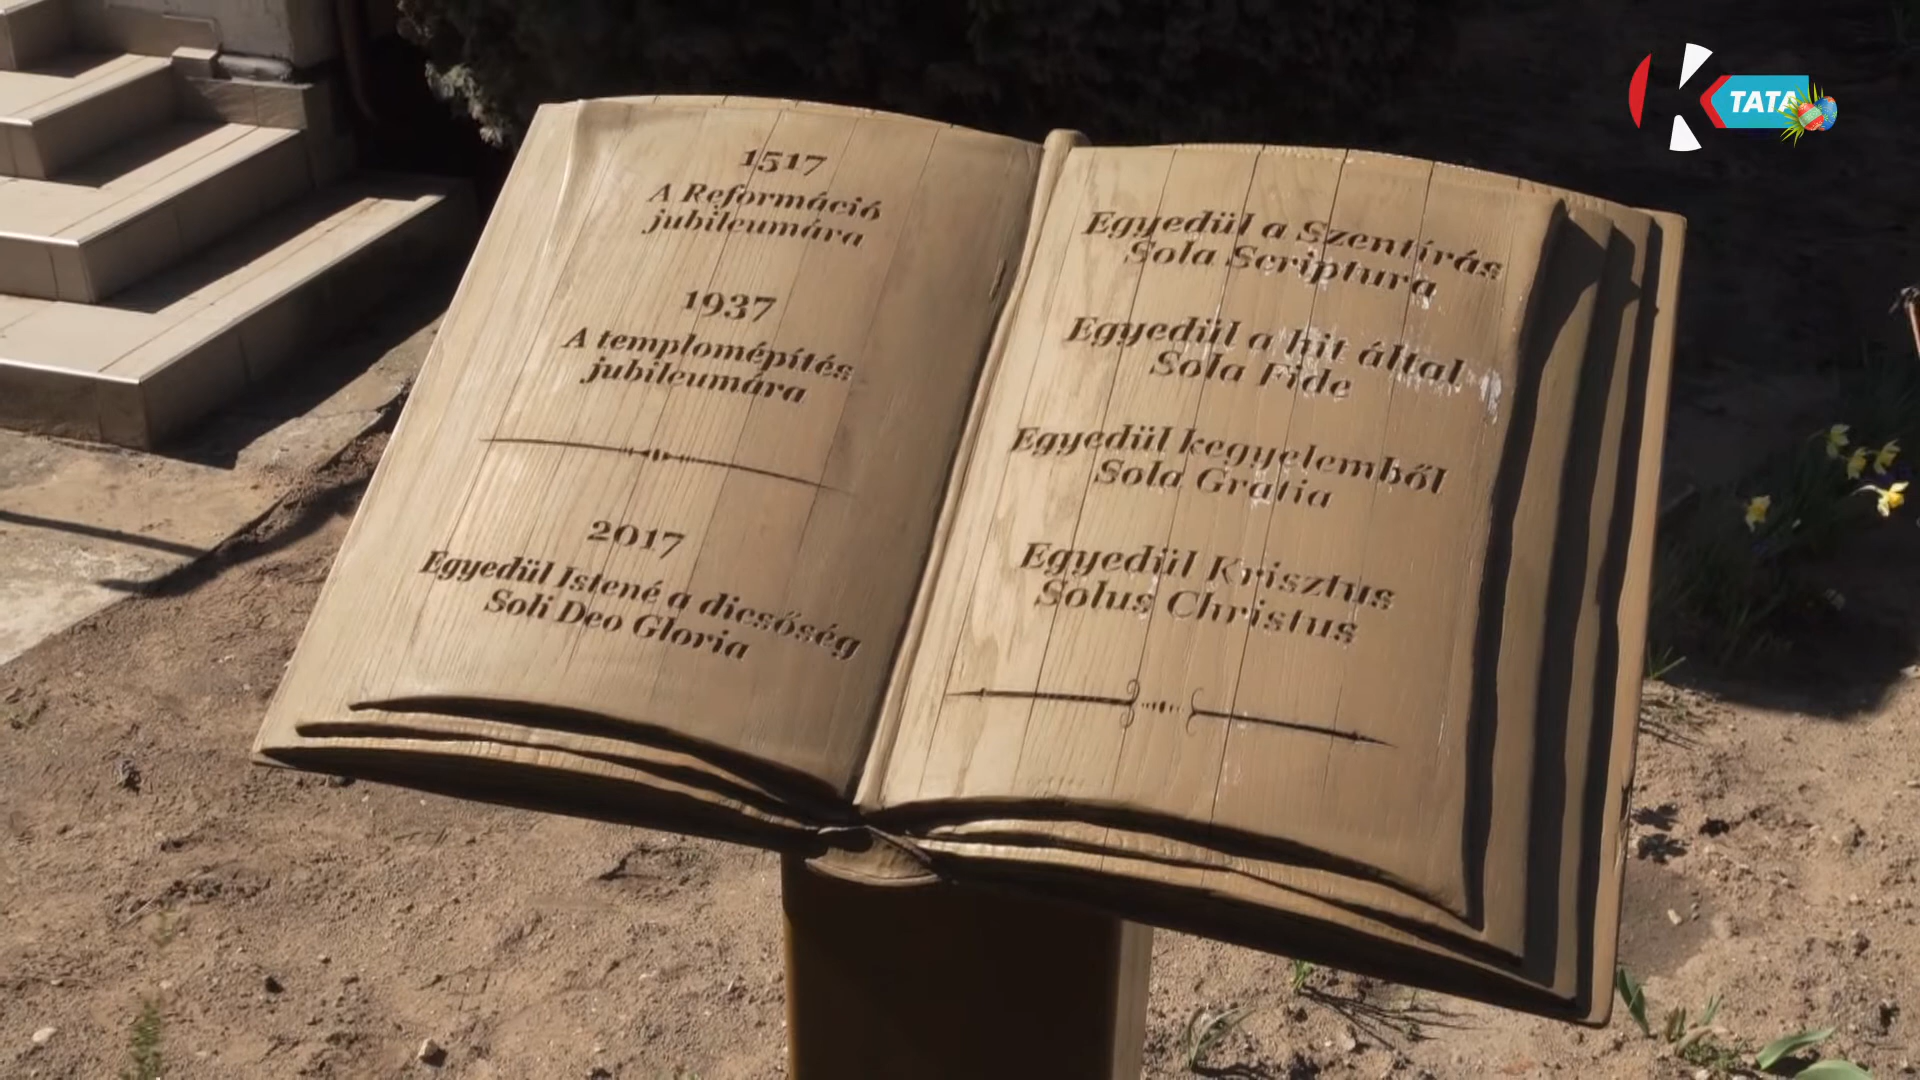 1517
A Reformáció
jubileumára
1937
A templomépítés
jubileumára
2017
Egyedül Istené a dicsőség
Soli Deo Gloria
Egyedül a Szentírás
Sola Scriptura
Egyedül a hit által
Sola Fide
Egyedül kegyelemből
Sola Gratia
Egyedül Krisztus
Solus Christus
K TATA